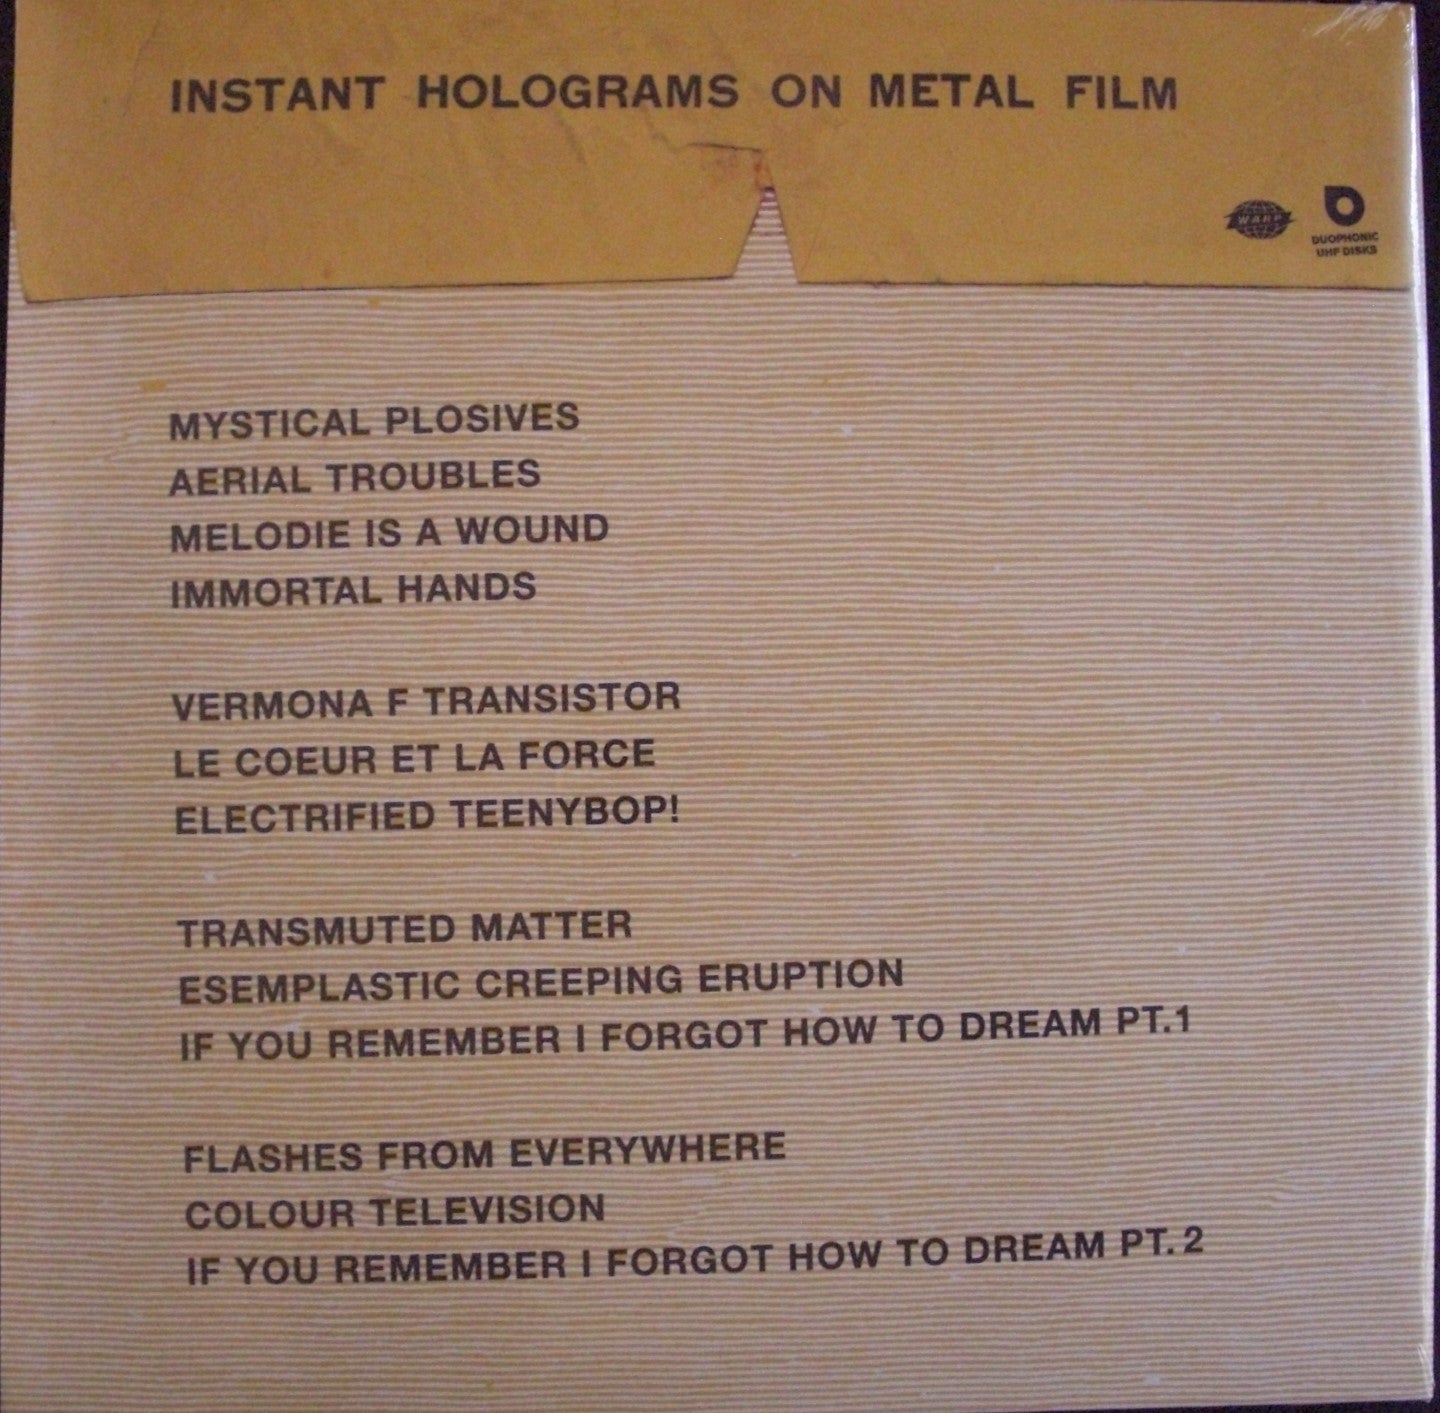 INSTANT HOLOGRAMS ON METAL FILM
WARP
DUOPHONIC
UHF DISKS
MYSTICAL PLOSIVES
AERIAL TROUBLES
MELODIE IS A WOUND
IMMORTAL HANDS
VERMONA F TRANSISTOR
LE COEUR ET LA FORCE
ELECTRIFIED TEENYBOP!
TRANSMUTED MATTER
ESEMPLASTIC CREEPING ERUPTION
IF YOU REMEMBER I FORGOT HOW TO DREAM PT.1
FLASHES FROM EVERYWHERE
COLOUR TELEVISION
IF YOU REMEMBER I FORGOT HOW TO DREAM PT. 2